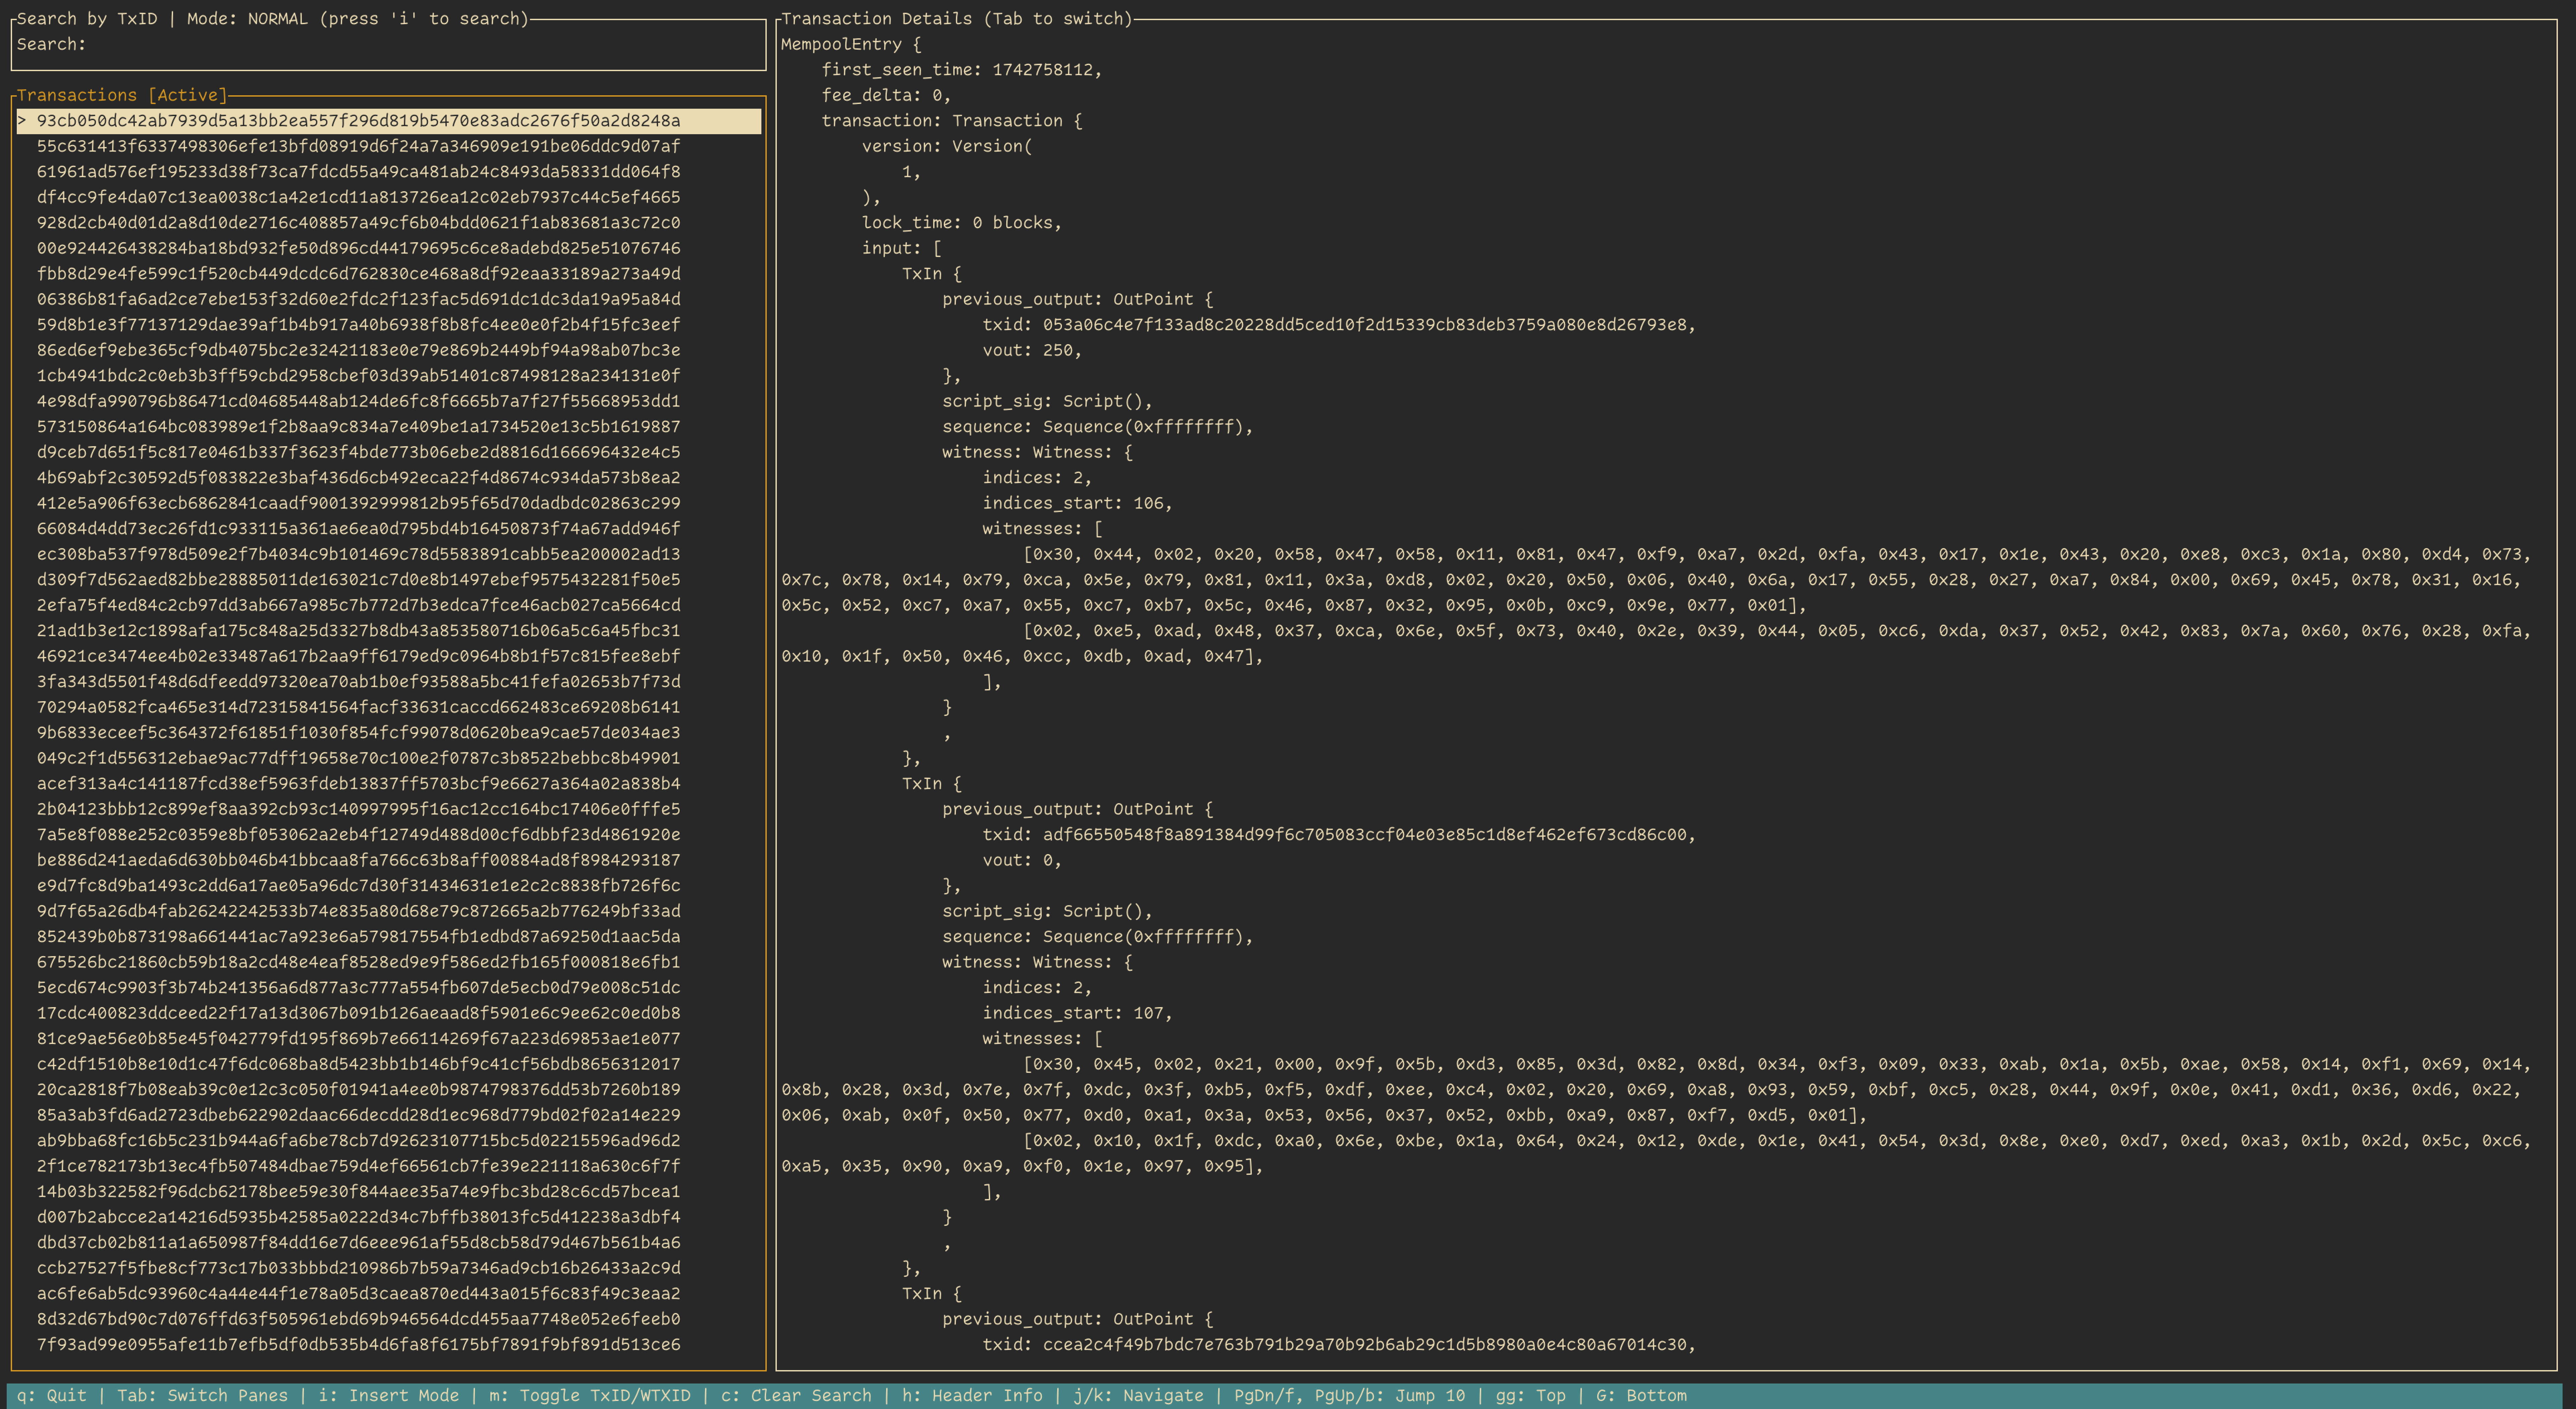 Search by TxID | Mode: NORMAL (press 'i' to search)
Search:
Transactions [Active]
> 93cb050dc42ab7939d5a13bb2ea557f296d819b5470e83adc2676f50a2d8248a
55c631413f6337498306efe13bfd08919d6f24a7a346909e191be06ddc9d07af
61961ad576ef195233d38f73ca7fdcd55a49ca481ab24c8493da58331dd064f8
df4cc9fe4da07c13ea0038c1a42e1cd11a813726ea12c02eb7937c44c5ef4665
928d2cb40d01d2a8d10de2716c408857a49cf6b04bdd0621f1ab83681a3c72c0
00e924426438284ba18bd932fe50d896cd44179695c6ce8adebd825e51076746
fbb8d29e4fe599c1f520cb449dcdc6d762830ce468a8df92eaa33189a273a49d
06386b81fa6ad2ce7ebe153f32d60e2fdc2f123fac5d691dc1dc3da19a95a84d
59d8b1e3f77137129dae39af1b4b917a40b6938f8b8fc4ee0e0f2b4f15fc3eef
86ed6ef9ebe365cf9db4075bc2e32421183e0e79e869b2449bf94a98ab07bc3e
1cb4941bdc2c0eb3b3ff59cbd2958cbef03d39ab51401c87498128a234131e0f
4e98dfa990796b86471cd04685448ab124de6fc8f6665b7a7f27f55668953dd1
573150864a164bc083989e1f2b8aa9c834a7e409be1a1734520e13c5b1619887
d9ceb7d651f5c817e0461b337f3623f4bde773b06ebe2d8816d166696432e4c5
4b69abf2c30592d5f083822e3baf436d6cb492eca22f4d8674c934da573b8ea2
412e5a906f63ecb6862841caadf9001392999812b95f65d70dadbdc02863c299
66084d4dd73ec26fd1c933115a361ae6ea0d795bd4b16450873f74a67add946f
ec308ba537f978d509e2f7b4034c9b101469c78d5583891cabb5ea200002ad13
d309f7d562aed82bbe28885011de163021c7d0e8b1497ebef9575432281f50e5
2efa75f4ed84c2cb97dd3ab667a985c7b772d7b3edca7fce46acb027ca5664cd
21ad1b3e12c1898afa175c848a25d3327b8db43a853580716b06a5c6a45fbc31
46921ce3474ee4b02e33487a617b2aa9ff6179ed9c0964b8b1f57c815fee8ebf
3fa343d5501f48d6dfeedd97320ea70ab1b0ef93588a5bc41fefa02653b7f73d
70294a0582fca465e314d72315841564facf33631caccd662483ce69208b6141
9b6833eceef5c364372f61851f1030f854fcf99078d0620bea9cae57de034ae3
049c2f1d556312ebae9ac77dff19658e70c100e2f0787c3b8522bebbc8b49901
acef313a4c141187fcd38ef5963fdeb13837ff5703bcf9e6627a364a02a838b4
2b04123bbb12c899ef8aa392cb93c140997995f16ac12cc164bc17406e0fffe5
7a5e8f088e252c0359e8bf053062a2eb4f12749d488d00cf6dbbf23d4861920e
be886d241aeda6d630bb046b41bbcaa8fa766c63b8aff00884ad8f8984293187
e9d7fc8d9ba1493c2dd6a17ae05a96dc7d30f31434631e1e2c2c8838fb726f6c
9d7f65a26db4fab26242242533b74e835a80d68e79c872665a2b776249bf33ad
852439b0b873198a661441ac7a923e6a579817554fb1edbd87a69250d1aac5da
675526bc21860cb59b18a2cd48e4eaf8528ed9e9f586ed2fb165f000818e6fb1
5ecd674c9903f3b74b241356a6d877a3c777a554fb607de5ecb0d79e008c51dc
17cdc400823ddceed22f17a13d3067b091b126aeaad8f5901e6c9ee62c0ed0b8
81ce9ae56e0b85e45f042779fd195f869b7e66114269f67a223d69853ae1e077
c42df1510b8e10d1c47f6dc068ba8d5423bb1b146bf9c41cf56bdb8656312017
20ca2818f7b08eab39c0e12c3c050f01941a4ee0b9874798376dd53b7260b189
85a3ab3fd6ad2723dbeb622902daac66decdd28d1ec968d779bd02f02a14e229
ab9bba68fc16b5c231b944a6fa6be78cb7d92623107715bc5d02215596ad96d2
2f1ce782173b13ec4fb507484dbae759d4ef66561cb7fe39e221118a630c6f7f
14b03b322582f96dcb62178bee59e30f844aee35a74e9fbc3bd28c6cd57bcea1
d007b2abcce2a14216d5935b42585a0222d34c7bffb38013fc5d412238a3dbf4
dbd37cb02b811a1a650987f84dd16e7d6eee961af55d8cb58d79d467b561b4a6
ccb27527f5fbe8cf773c17b033bbbd210986b7b59a7346ad9cb16b26433a2c9d
ac6fe6ab5dc93960c4a44e44f1e78a05d3caea870ed443a015f6c83f49c3eaa2
8d32d67bd90c7d076ffd63f505961ebd69b946564dcd455aa7748e052e6feeb0
7f93ad99e0955afe11b7efb5df0db535b4d6fa8f6175bf7891f9bf891d513ce6
Transaction Details (Tab to switch)
MempoolEntry {
first_seen_time: 1742758112,
fee_delta: 0,
transaction: Transaction {
version: Version(
1,
),
lock_time: 0 blocks,
input: [
TxIn {
previous_output: OutPoint {
txid: 053a06c4e7f133ad8c20228dd5ced10f2d15339cb83deb3759a080e8d26793e8,
vout: 250,
},
script_sig: Script(),
sequence: Sequence(0xffffffff),
witness: Witness: {
indices: 2,
indices_start: 106,
witnesses: [
[0x30, 0x44, 0x02, 0x20, 0x58, 0x47, 0x58, 0x11, 0x81, 0x47, 0xf9, 0xa7, 0x2d, 0xfa, 0x43, 0x17, 0x1e, 0x43, 0x20, 0xe8, 0xc3, 0x1a, 0x80, 0xd4, 0x73,
0x7c, 0x78, 0x14, 0x79, 0xca, 0x5e, 0x79, 0x81, 0x11, 0x3a, 0xd8, 0x02, 0x20, 0x50, 0x06, 0x40, 0x6a, 0x17, 0x55, 0x28, 0x27, 0xa7, 0x84, 0x00, 0x69, 0x45, 0x78, 0x31, 0x16,
0x5c, 0x52, 0xc7, 0xa7, 0x55, 0xc7, 0xb7, 0x5c, 0x46, 0x87, 0x32, 0x95, 0x0b, 0xc9, 0x9e, 0x77, 0x01],
[0x02, 0xe5, 0xad, 0x48, 0x37, 0xca, 0x6e, 0x5f, 0x73, 0x40, 0x2e, 0x39, 0x44, 0x05, 0xc6, 0xda, 0x37, 0x52, 0x42, 0x83, 0x7a, 0x60, 0x76, 0x28, 0xfa,
0x10, 0x1f, 0x50, 0x46, 0xcc, 0xdb, 0xad, 0x47],
],
}
,
},
TxIn {
previous_output: OutPoint {
txid: adf66550548f8a891384d99f6c705083ccf04e03e85c1d8ef462ef673cd86c00,
vout: 0,
},
script_sig: Script(),
sequence: Sequence(0xffffffff),
witness: Witness: {
indices: 2,
indices_start: 107,
witnesses: [
[0x30, 0x45, 0x02, 0x21, 0x00, 0x9f, 0x5b, 0xd3, 0x85, 0x3d, 0x82, 0x8d, 0x34, 0xf3, 0x09, 0x33, 0xab, 0x1a, 0x5b, 0xae, 0x58, 0x14, 0xf1, 0x69, 0x14,
0x8b, 0x28, 0x3d, 0x7e, 0x7f, 0xdc, 0x3f, 0xb5, 0xf5, 0xdf, 0xee, 0xc4, 0x02, 0x20, 0x69, 0xa8, 0x93, 0x59, 0xbf, 0xc5, 0x28, 0x44, 0x9f, 0x0e, 0x41, 0xd1, 0x36, 0xd6, 0x22,
0x06, 0xab, 0x0f, 0x50, 0x77, 0xd0, 0xa1, 0x3a, 0x53, 0x56, 0x37, 0x52, 0xbb, 0xa9, 0x87, 0xf7, 0xd5, 0x01],
[0x02, 0x10, 0x1f, 0xdc, 0xa0, 0x6e, 0xbe, 0x1a, 0x64, 0x24, 0x12, 0xde, 0x1e, 0x41, 0x54, 0x3d, 0x8e, 0xe0, 0xd7, 0xed, 0xa3, 0x1b, 0x2d, 0x5c, 0xc6,
0xa5, 0x35, 0x90, 0xa9, 0xf0, 0x1e, 0x97, 0x95],
],
}
,
},
TxIn {
previous_output: OutPoint {
txid: ccea2c4f49b7bdc7e763b791b29a70b92b6ab29c1d5b8980a0e4c80a67014c30,
q: Quit | Tab: Switch Panes | i: Insert Mode | m: Toggle TxID/WTXID | c: Clear Search | h: Header Info | j/k: Navigate | PgDn/f, PgUp/b: Jump 10 | gg: Top | G: Bottom